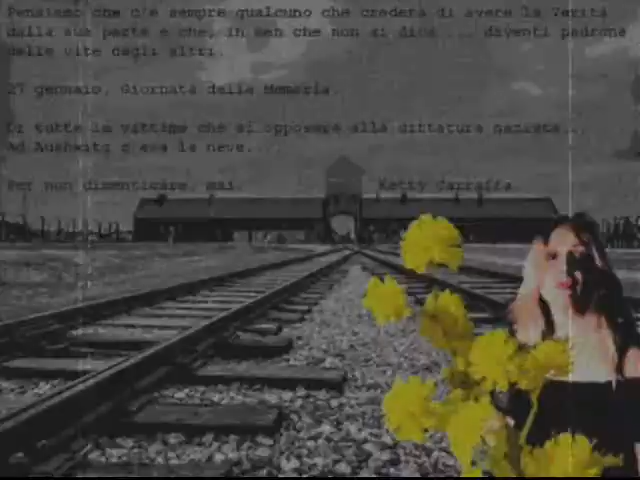 Pensiamo che c'è sempre qualcuno che crederà di avere la Verità
dalla sua parte e che, in men che non si dica... diventi padrone
delle vite degli altri.
27 gennaio, Giornata della Memoria.
Di tutte le vittime che si opposero alla dittatura nazista...
Ad Aushwitz c'era la neve...
Per non dimenticare, mai. Ketty Carraffa